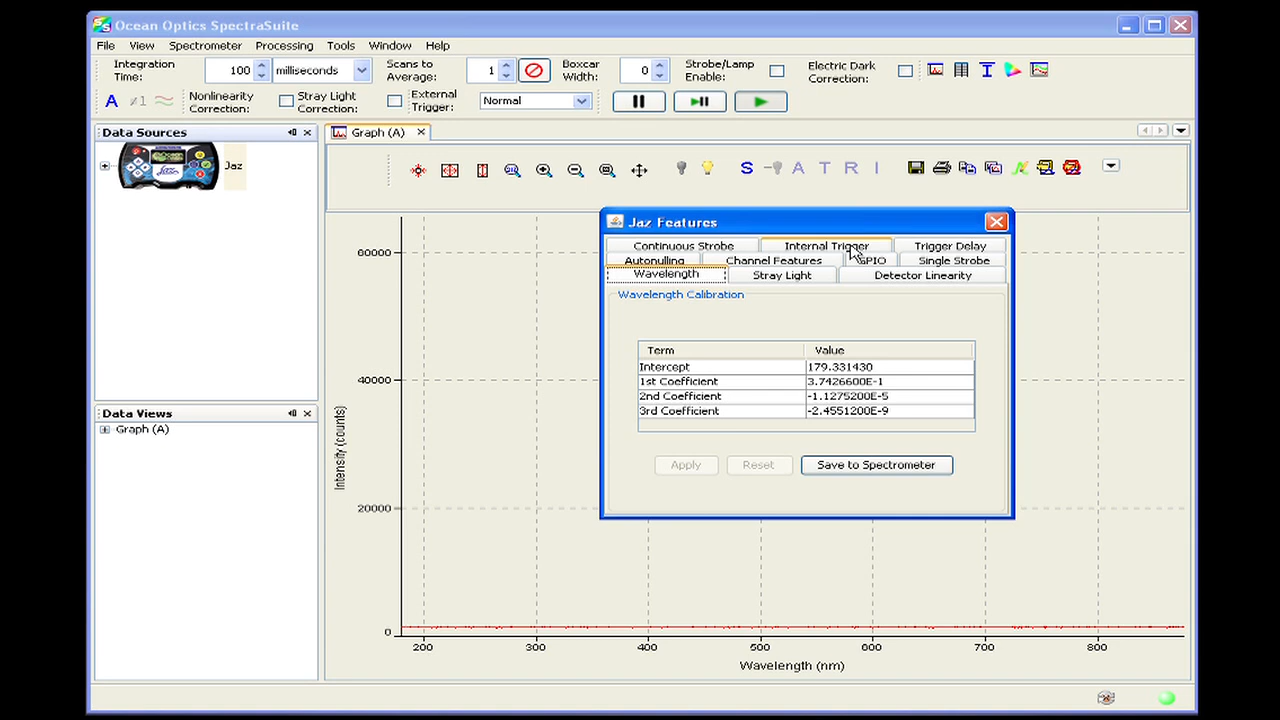 Ocean Optics SpectraSuite
File View Spectrometer Processing Tools Window Help
Integration Time: 100 milliseconds Scans to Average: 1 Boxcar Width: 0 Strobe/Lamp Enable: Electric Dark Correction:
Nonlinearity Correction: Stray Light Correction: External Trigger: Normal
Data Sources
Graph (A)
Jaz
S A T R I
Jaz Features
Continuous Strobe Internal Trigger Trigger Delay
Autonulling Channel Features GPIO Single Strobe
Wavelength Stray Light Detector Linearity
Wavelength Calibration
Term Value
Intercept 179.331430
1st Coefficient 3.7426600E-1
2nd Coefficient -1.1275200E-5
3rd Coefficient -2.4551200E-9
Apply Reset Save to Spectrometer
Data Views
Graph (A)
Intensity (counts)
60000
40000
20000
0
200 300 400 500 600 700 800
Wavelength (nm)